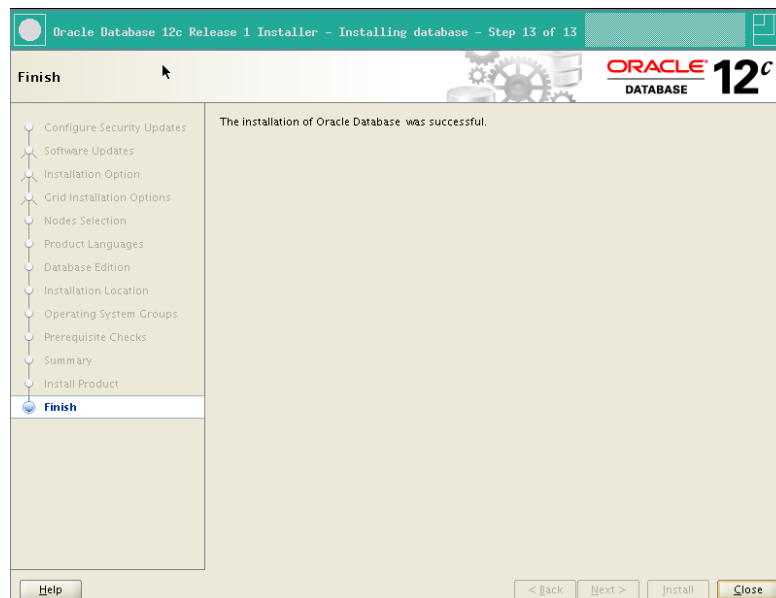 Oracle Database 12c Release 1 Installer - Installing database - Step 13 of 13
Finish
ORACLE
DATABASE
12c
Configure Security Updates
Software Updates
Installation Option
Grid Installation Options
Nodes Selection
Product Languages
Database Edition
Installation Location
Operating System Groups
Prerequisite Checks
Summary
Install Product
Finish
The installation of Oracle Database was successful.
Help
< Back
Next >
Install
Close